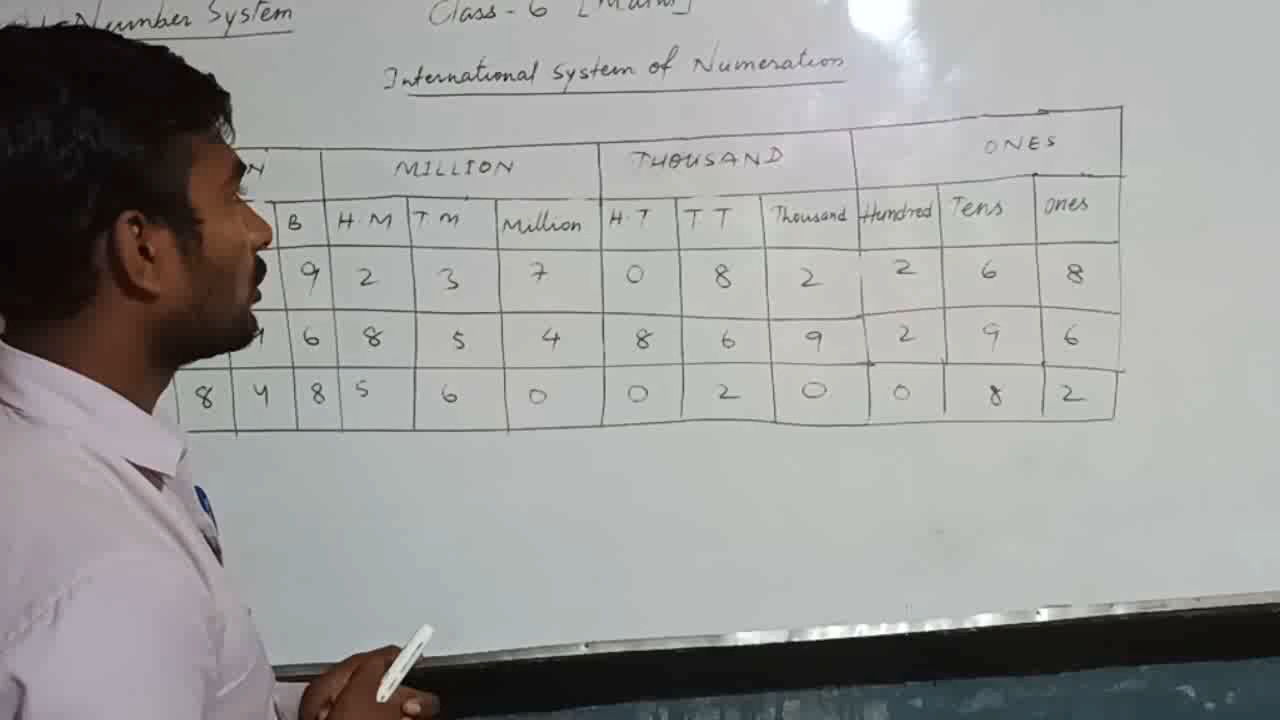 Number System
Class - 6 [Math]
International System of Numeration
MILLION THOUSAND ONES
B H.M T.M Million H.T T T Thousand Hundred Tens Ones
9 2 3 7 0 8 2 2 6 8
6 8 5 4 8 6 9 2 9 6
8 4 8 5 6 0 0 2 0 0 8 2